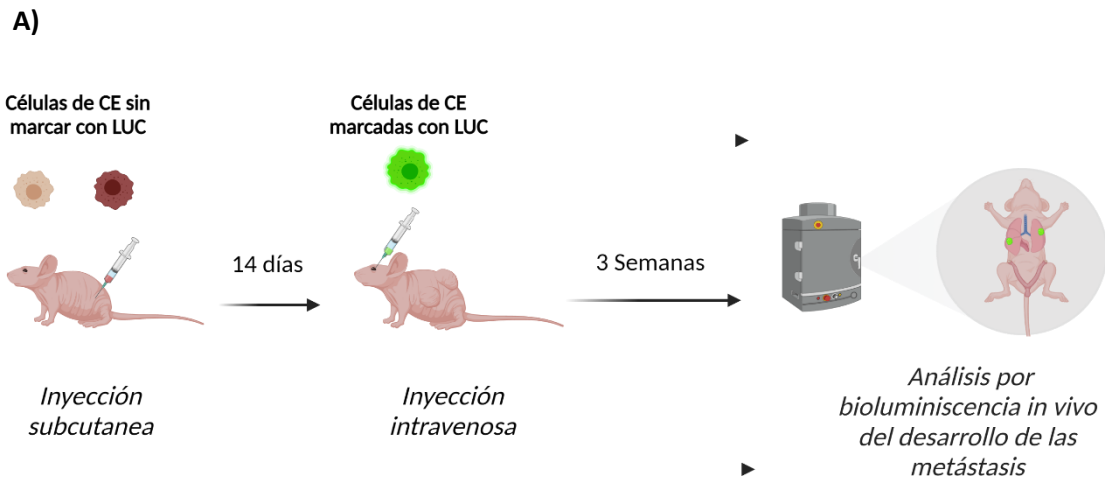 A)
Células de CE sin
marcar con LUC
Células de CE
marcadas con LUC
14 días
3 Semanas
Inyección
subcutanea
Inyección
intravenosa
Análisis por
bioluminiscencia in vivo
del desarrollo de las
metástasis